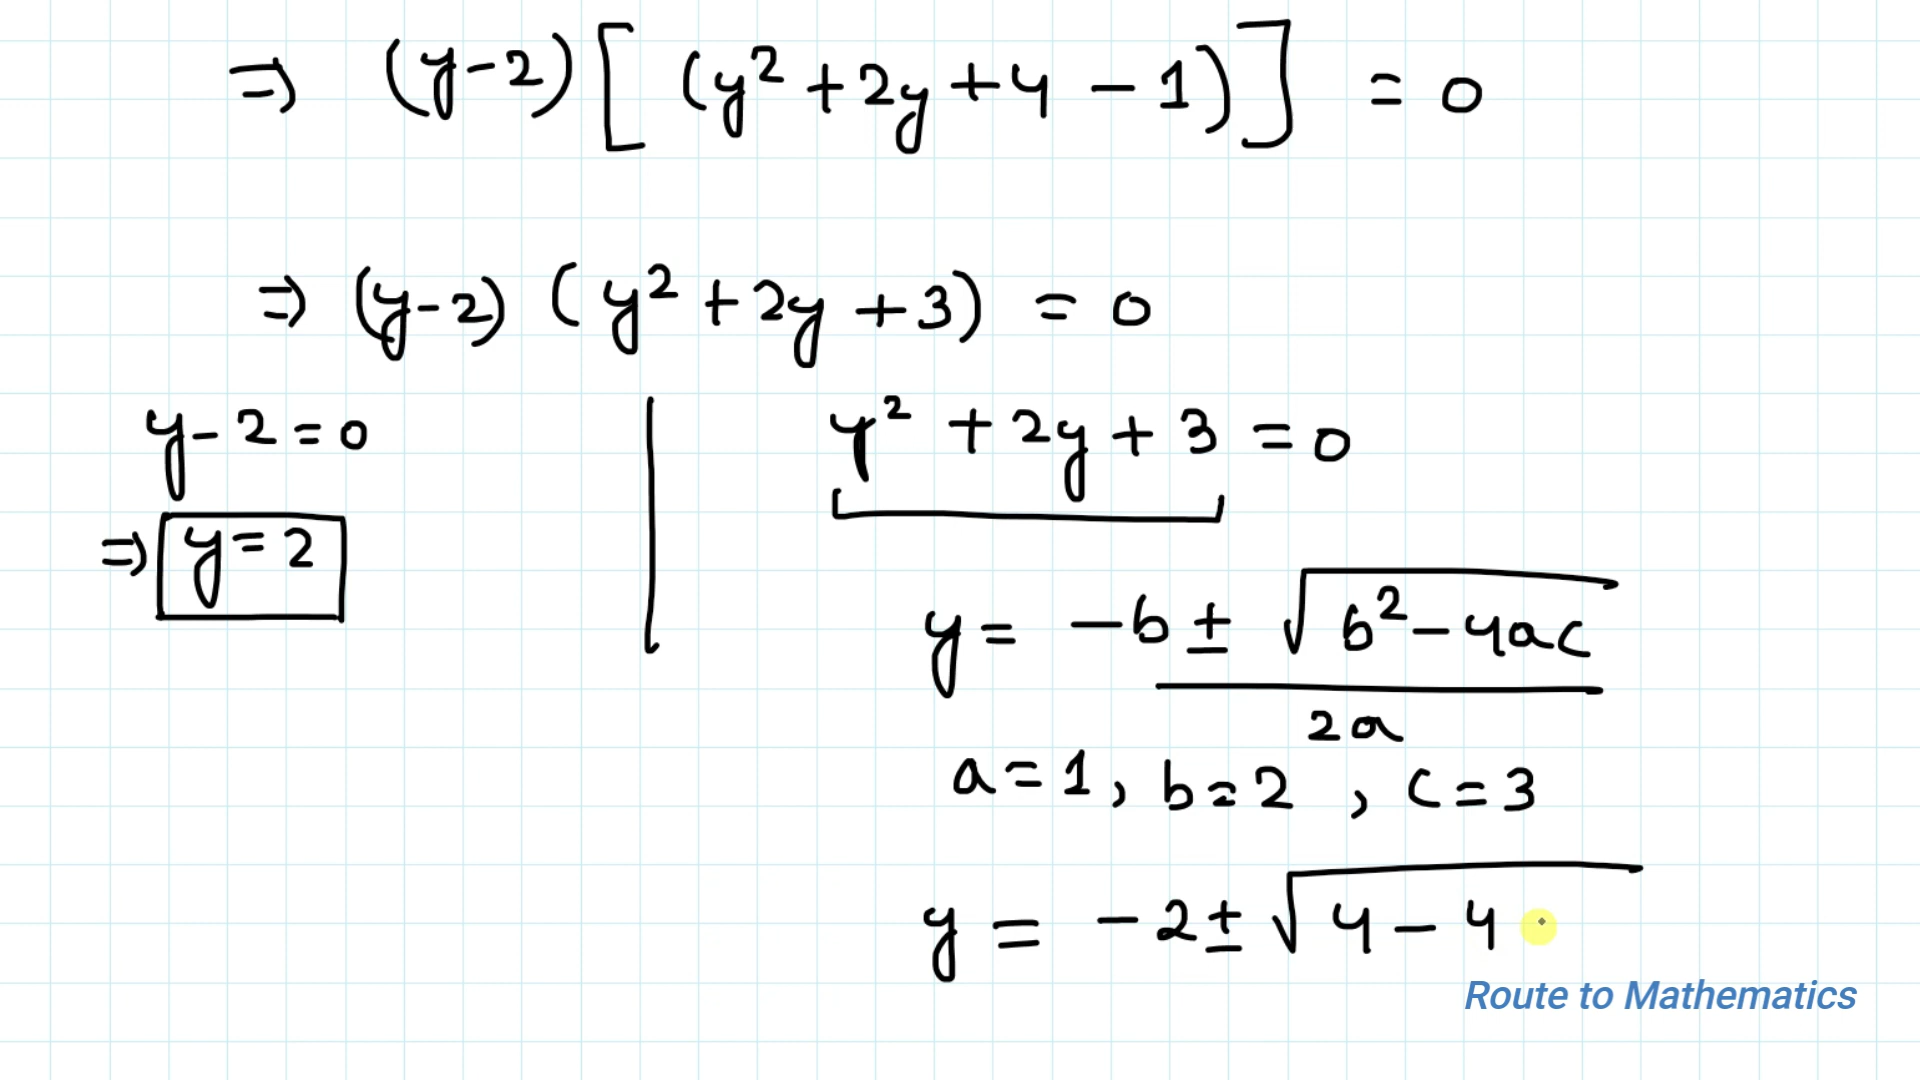 ⇒ (y-2)[(y² + 2y + 4 - 1)] = 0
⇒ (y-2) (y² + 2y + 3) = 0
y - 2 = 0
⇒ y = 2
y² + 2y + 3 = 0
y = -b ± √(b² - 4ac) / 2a
a = 1, b = 2, c = 3
y = -2 ± √4 - 4
Route to Mathematics